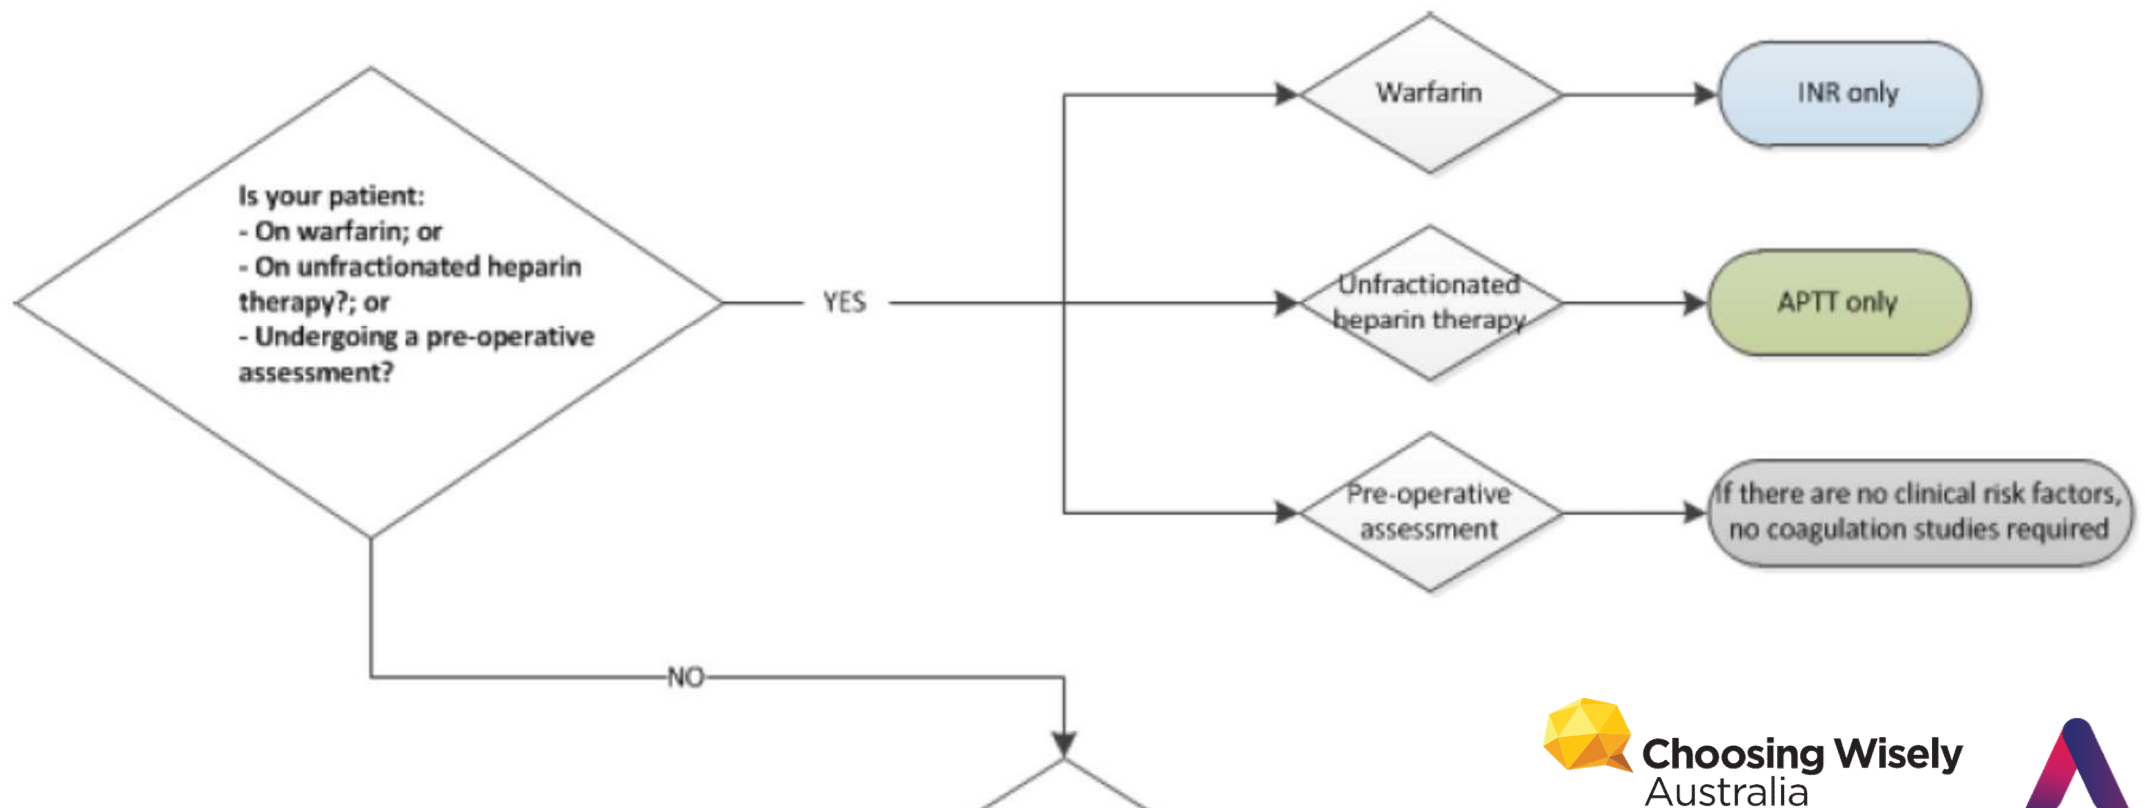 Is your patient:
- On warfarin; or
- On unfractionated heparin
therapy?; or
- Undergoing a pre-operative
assessment?
YES
Warfarin
INR only
Unfractionated
heparin therapy
APTT only
Pre-operative
assessment
If there are no clinical risk factors,
no coagulation studies required
NO
Choosing Wisely
Australia